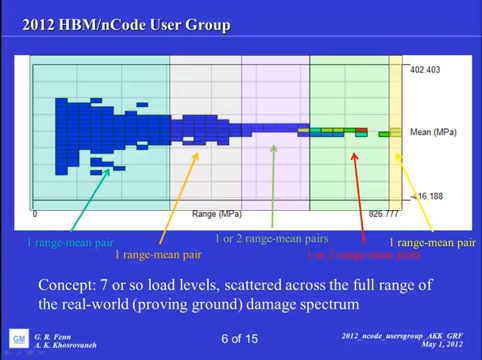 2012 HBM/nCode User Group
402.403
Mean (MPa)
-416.188
0
Range (MPa)
826.777
1 range-mean pair
1 range-mean pair
1 or 2 range-mean pairs
1 or 2 range-mean pairs
1 range-mean pair
Concept: 7 or so load levels, scattered across the full range of
the real-world (proving ground) damage spectrum
GM
G. R. Fenn
A. K. Khosrovaneh
6 of 15
2012_ncode_usersgroup_AKK_GRF
May 1, 2012